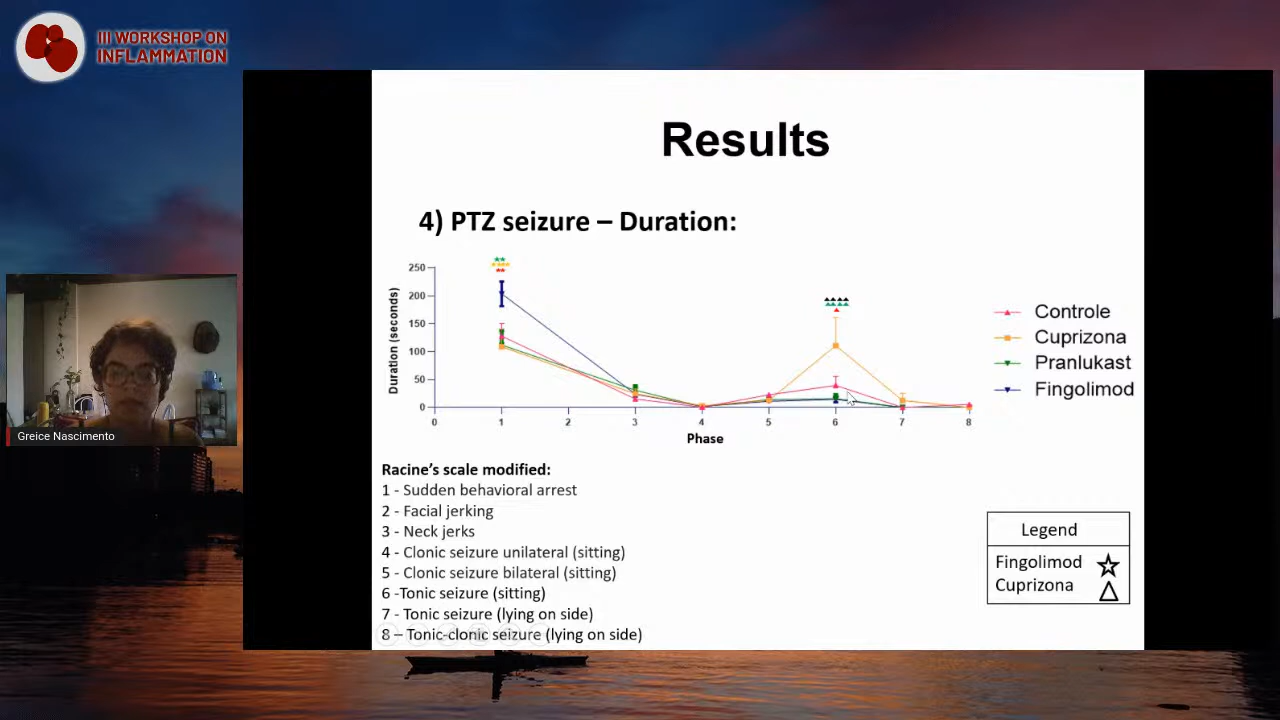 III WORKSHOP ON
INFLAMMATION
Results
4) PTZ seizure – Duration:
250
200
150
100
50
0
Duration (seconds)
0 1 2 3 4 5 6 7 8
Phase
Controle
Cuprizona
Pranlukast
Fingolimod
Greice Nascimento
Racine's scale modified:
1 - Sudden behavioral arrest
2 - Facial jerking
3 - Neck jerks
4 - Clonic seizure unilateral (sitting)
5 - Clonic seizure bilateral (sitting)
6 -Tonic seizure (sitting)
7 - Tonic seizure (lying on side)
8 – Tonic-clonic seizure (lying on side)
Legend
Fingolimod
Cuprizona